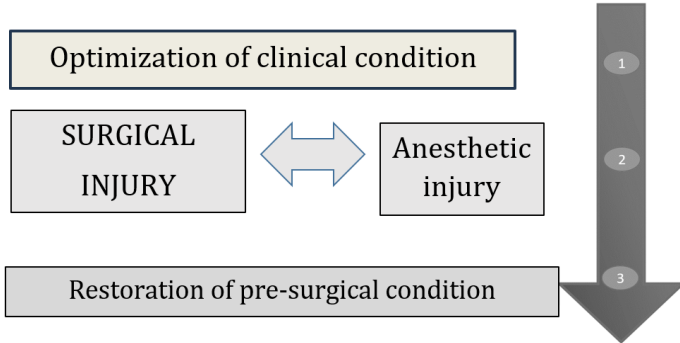 Optimization of clinical condition
1
SURGICAL
INJURY
Anesthetic
injury
2
Restoration of pre-surgical condition
3